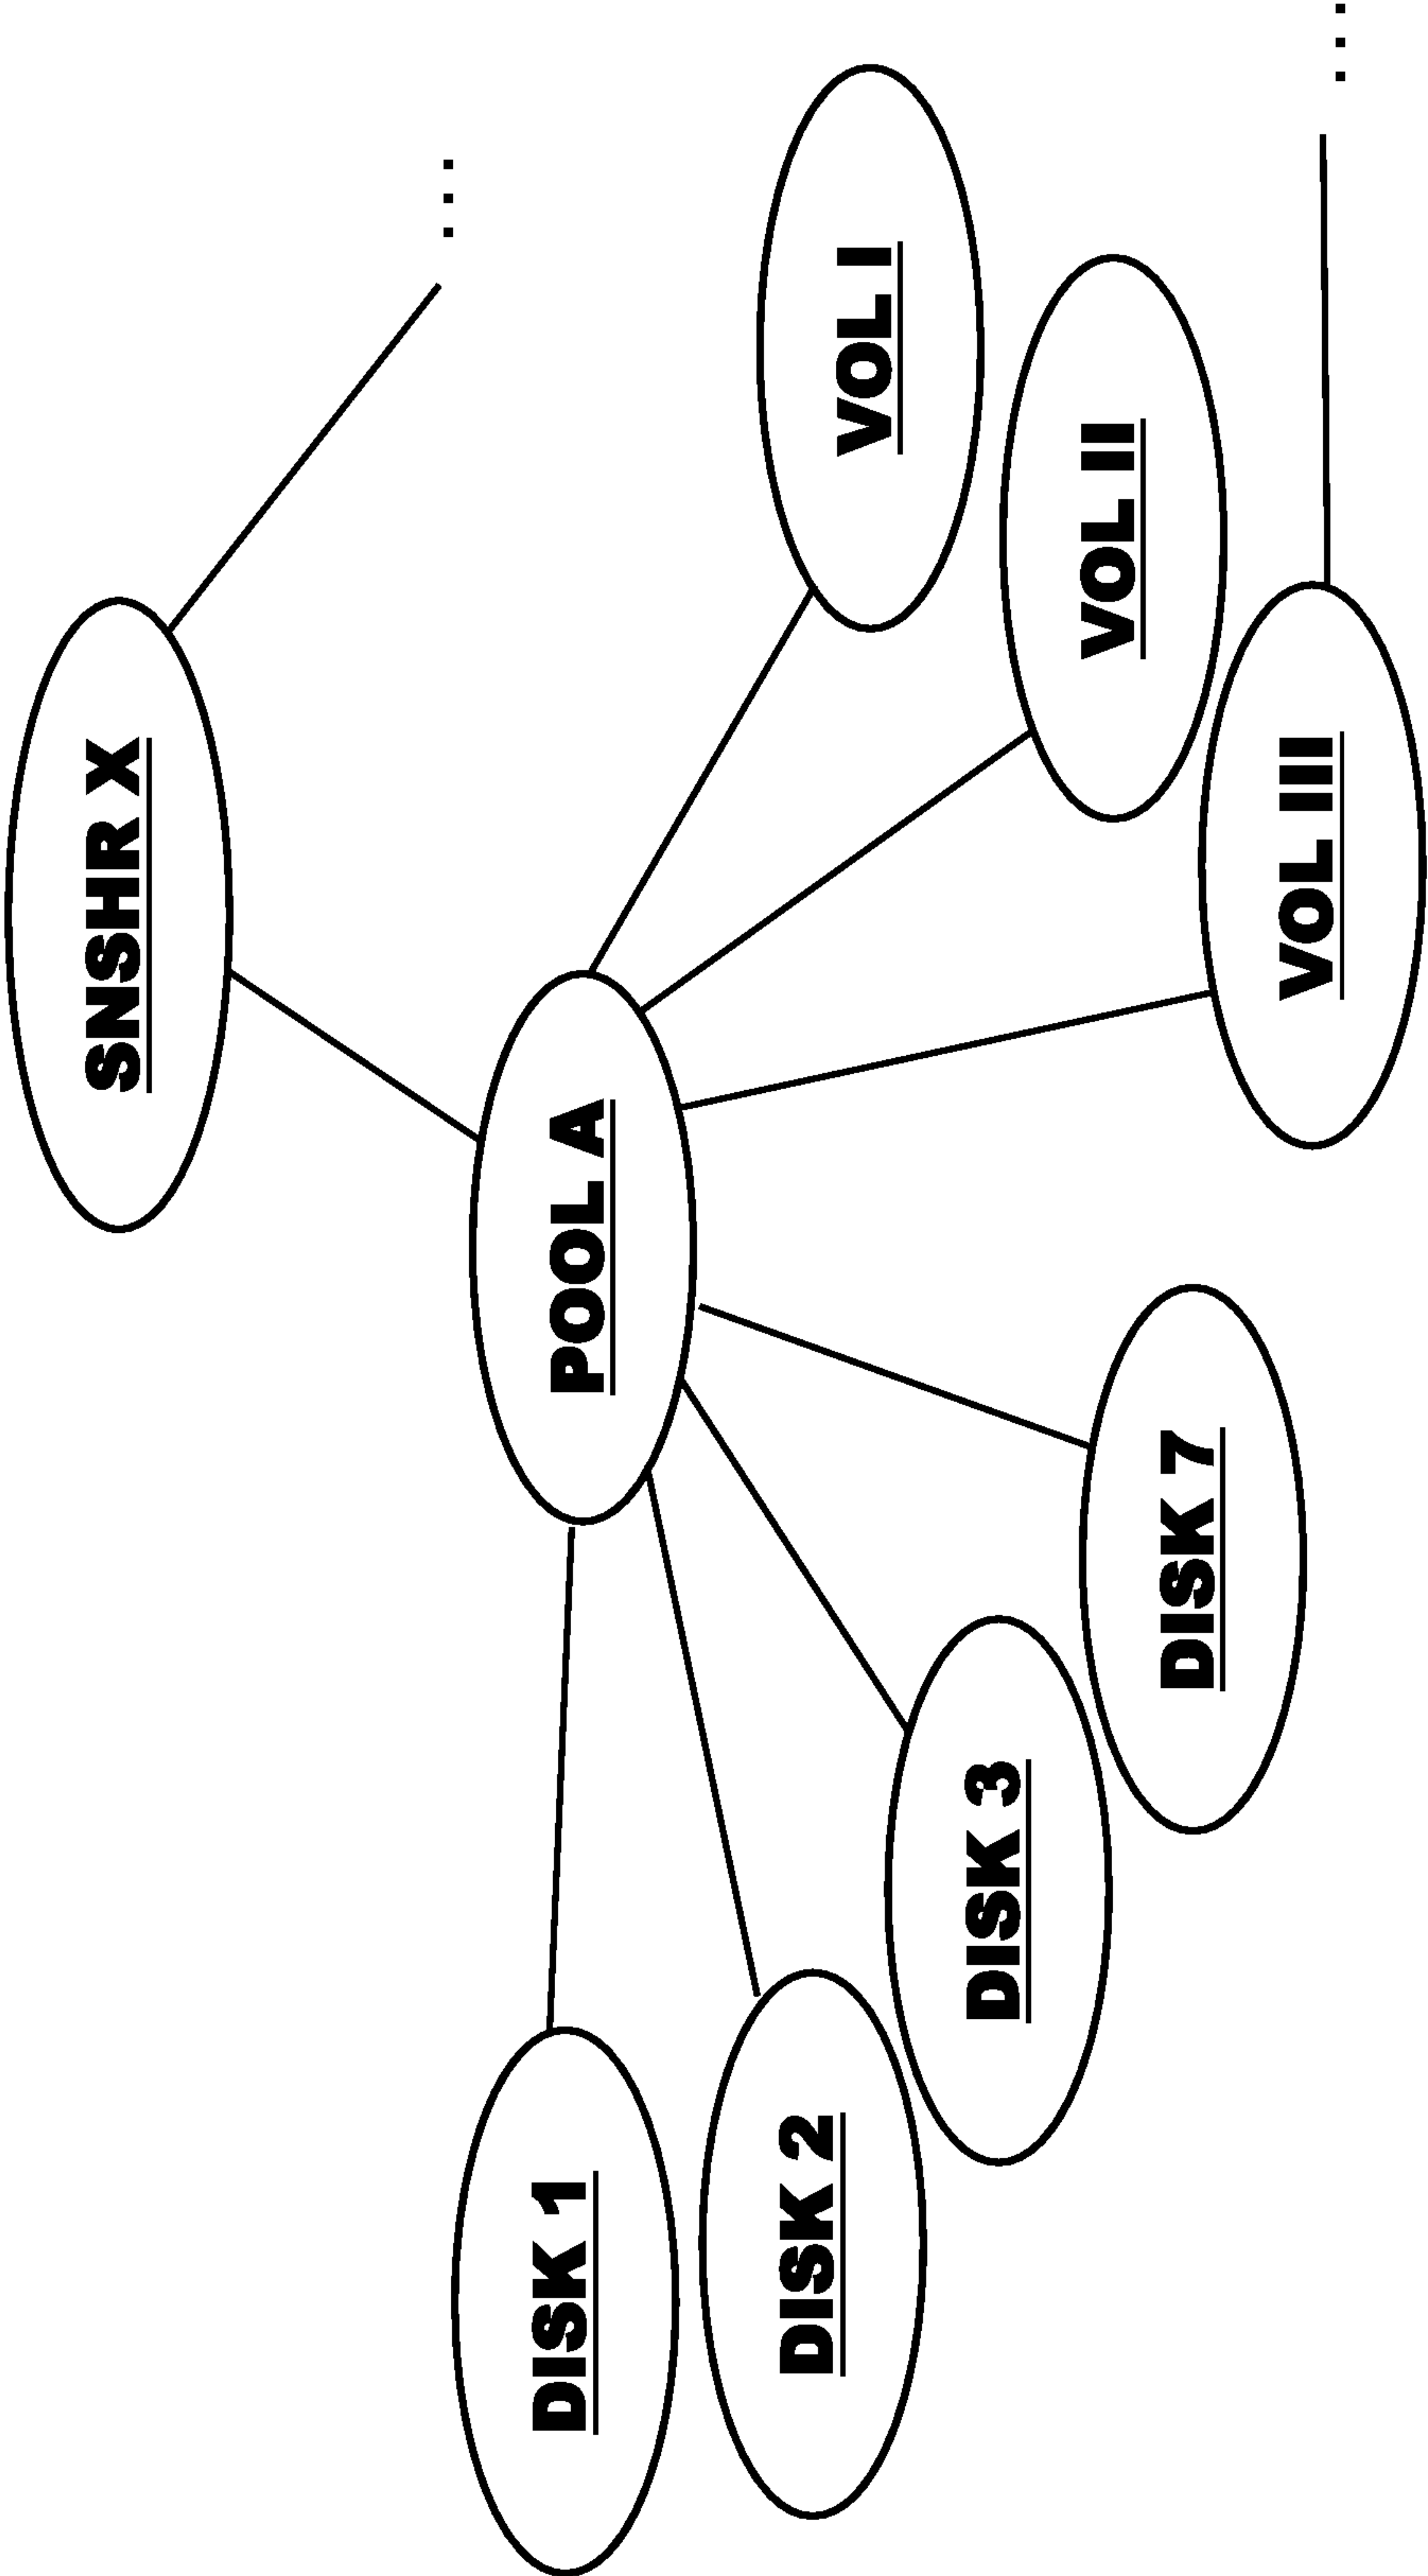 SNSHR X
...
POOL A
DISK 1
DISK 2
DISK 3
DISK 7
VOL I
VOL II
VOL III
...